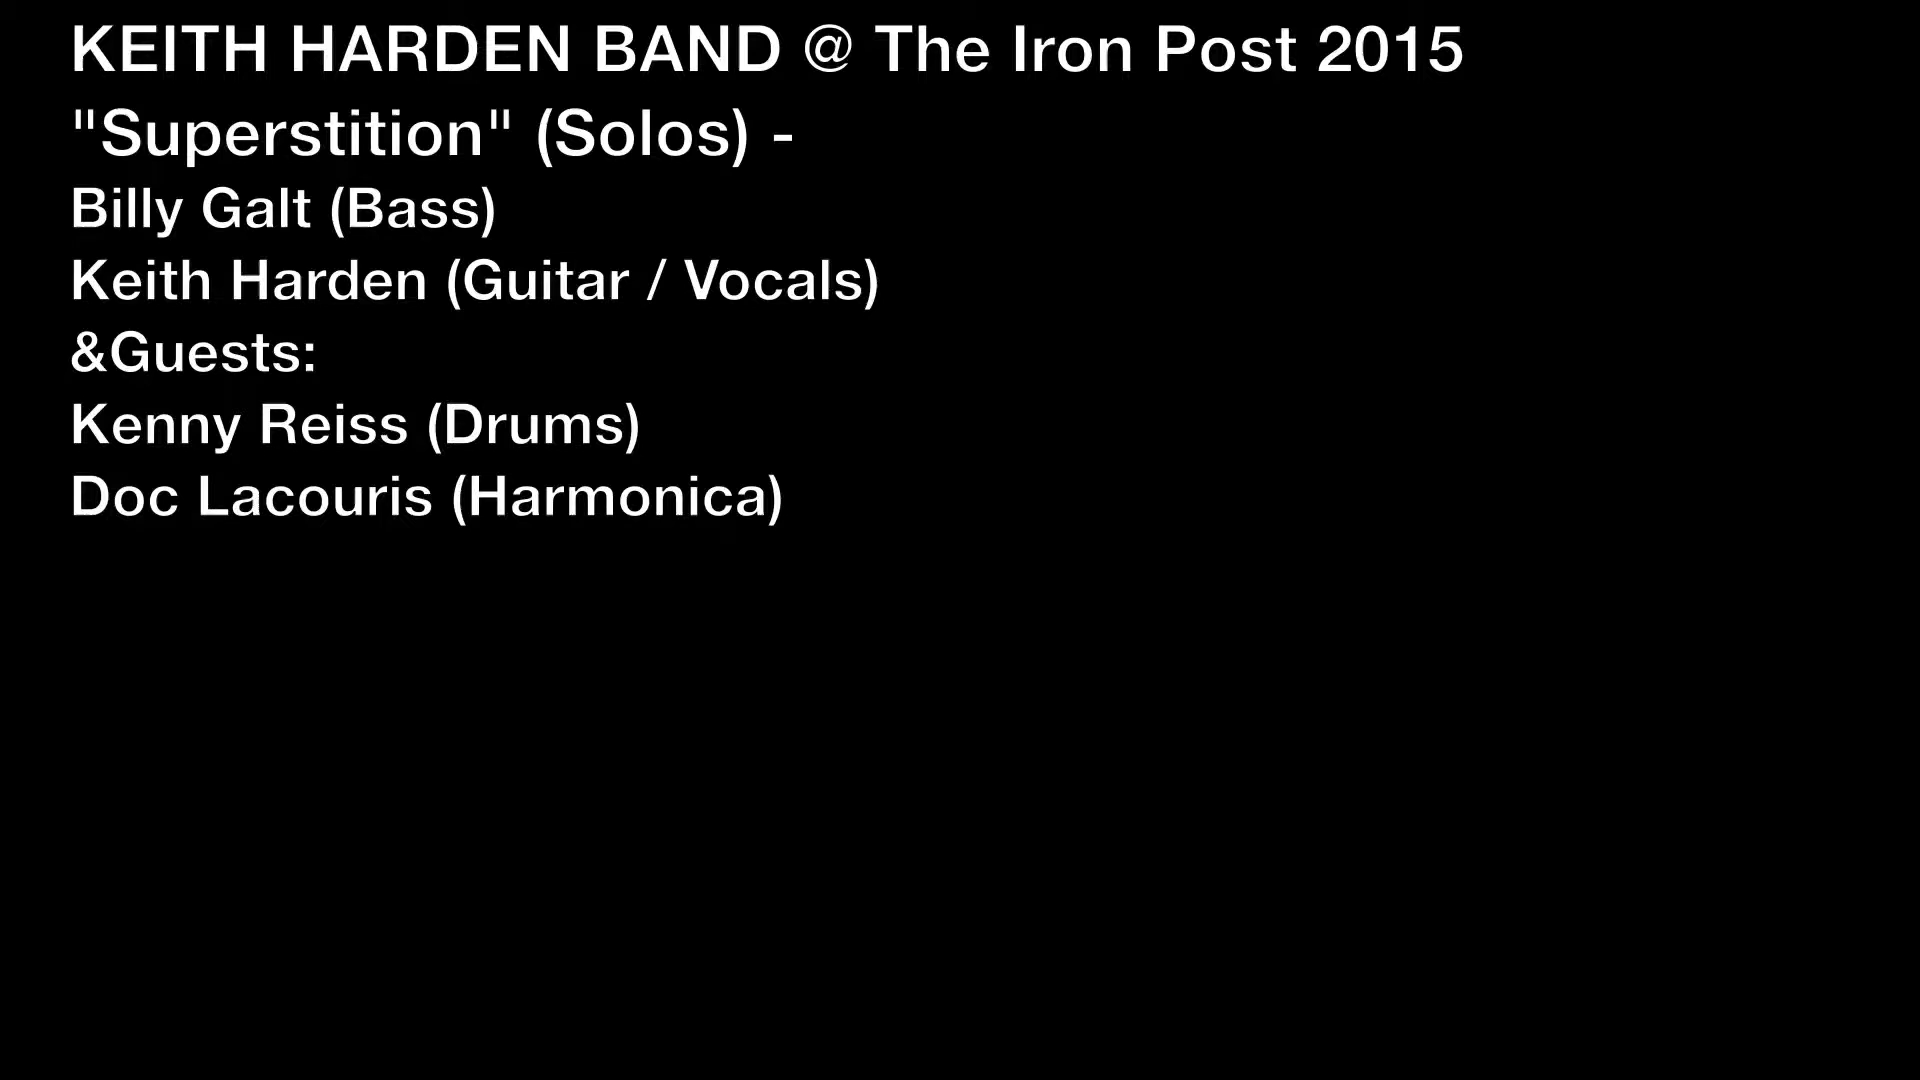 KEITH HARDEN BAND @ The Iron Post 2015
"Superstition" (Solos) -
Billy Galt (Bass)
Keith Harden (Guitar / Vocals)
&Guests:
Kenny Reiss (Drums)
Doc Lacouris (Harmonica)